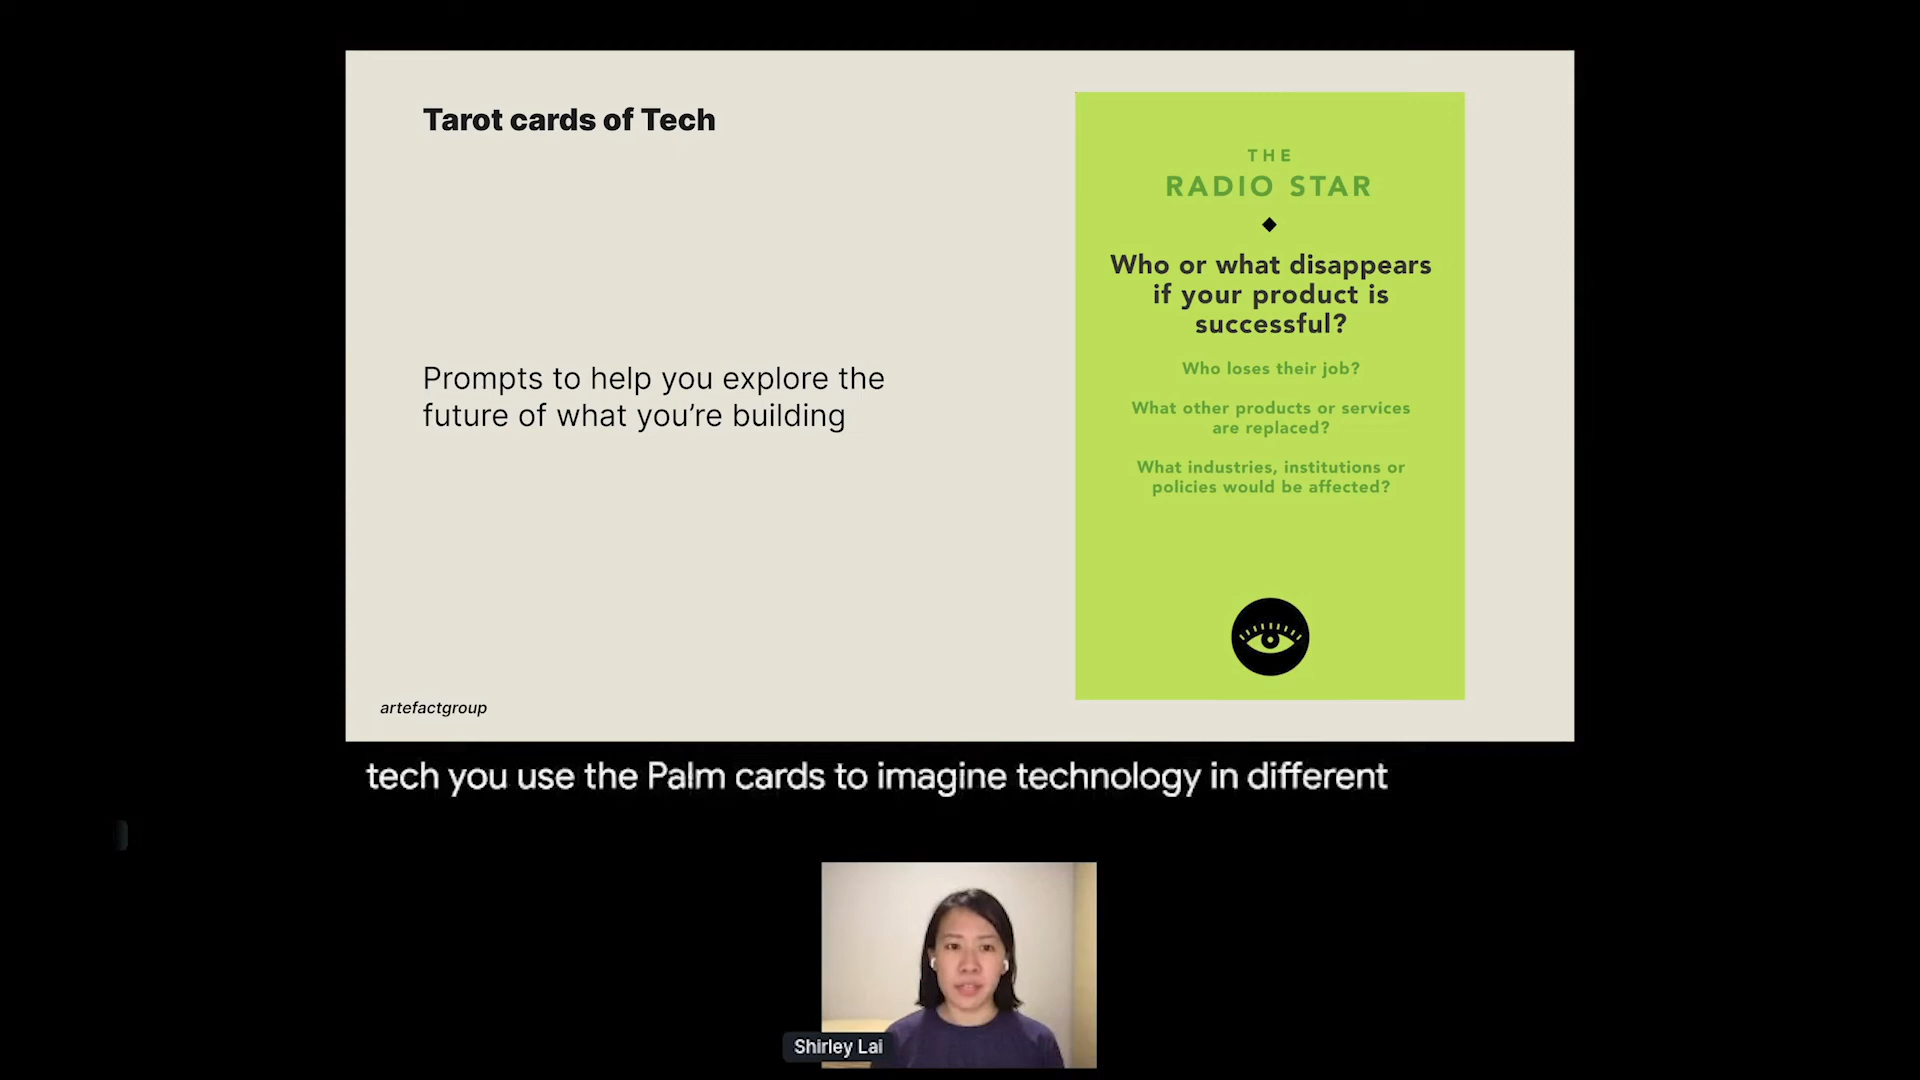 Tarot cards of Tech
Prompts to help you explore the
future of what you’re building
artefactgroup
THE
RADIO STAR
Who or what disappears
if your product is
successful?
Who loses their job?
What other products or services
are replaced?
What industries, institutions or
policies would be affected?
tech you use the Palm cards to imagine technology in different
Shirley Lai